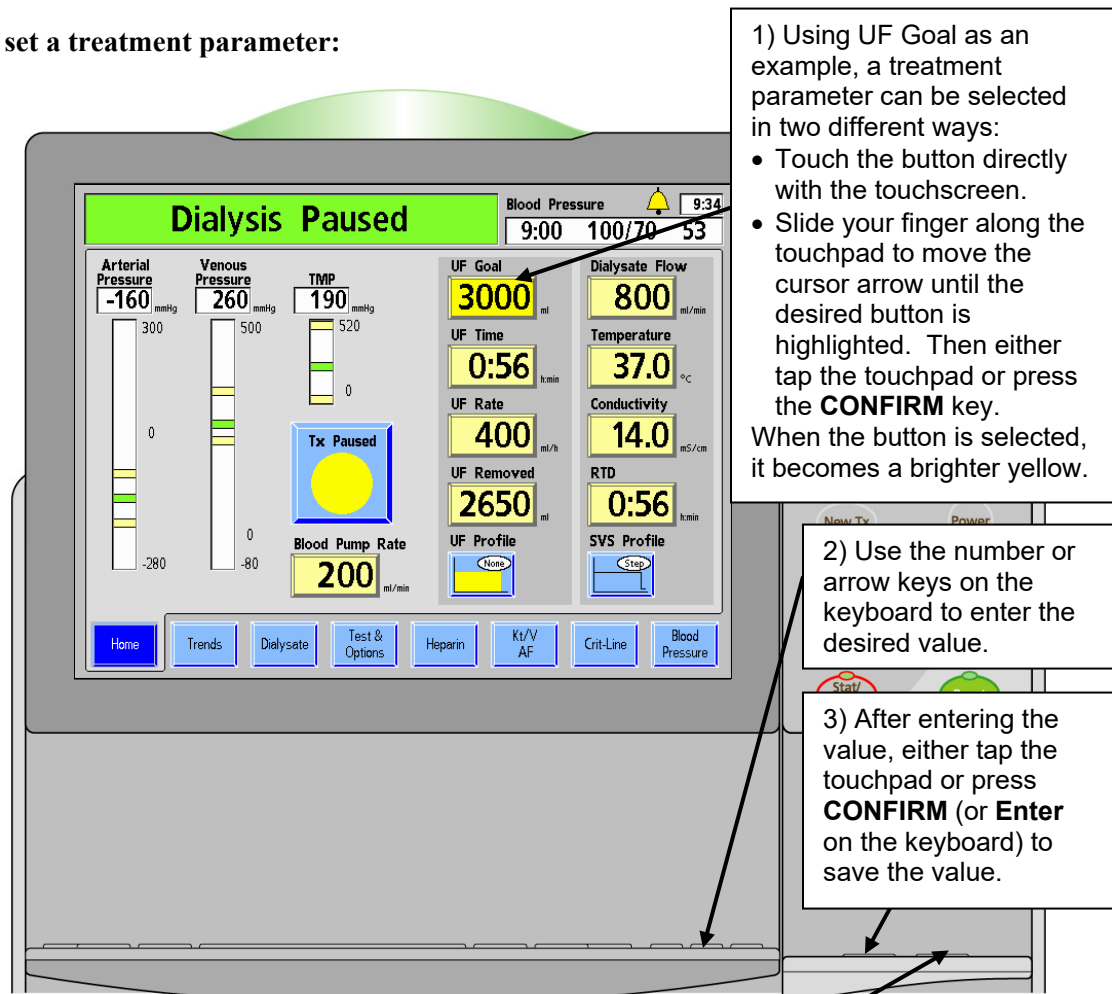 set a treatment parameter:
1) Using UF Goal as an
example, a treatment
parameter can be selected
in two different ways:
• Touch the button directly
with the touchscreen.
• Slide your finger along the
touchpad to move the
cursor arrow until the
desired button is
highlighted.  Then either
tap the touchpad or press
the CONFIRM key.
When the button is selected,
it becomes a brighter yellow.
Dialysis Paused
Blood Pressure
9:34
9:00 100/70 53
Arterial
Pressure
-160 mmHg
300
0
-280
Venous
Pressure
260 mmHg
500
0
-80
TMP
190 mmHg
520
0
Tx Paused
Blood Pump Rate
200 ml/min
UF Goal
3000 ml
UF Time
0:56 h:min
UF Rate
400 ml/h
UF Removed
2650 ml
UF Profile
None
Dialysate Flow
800 ml/min
Temperature
37.0 °C
Conductivity
14.0 mS/cm
RTD
0:56 h:min
SVS Profile
Step
Home
Trends
Dialysate
Test &
Options
Heparin
Kt/V
AF
Crit-Line
Blood
Pressure
New Tx
Power
2) Use the number or
arrow keys on the
keyboard to enter the
desired value.
Stat/
3) After entering the
value, either tap the
touchpad or press
CONFIRM (or Enter
on the keyboard) to
save the value.